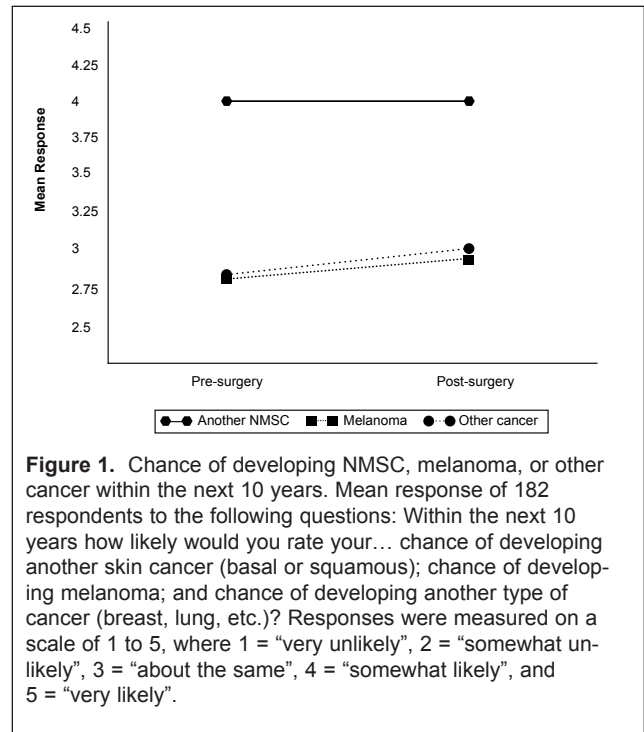 4.5
4.25
4
3.75
3.5
3.25
3
2.75
2.5
Mean Response
Pre-surgery Post-surgery
Another NMSC Melanoma Other cancer
Figure 1. Chance of developing NMSC, melanoma, or other
cancer within the next 10 years. Mean response of 182
respondents to the following questions: Within the next 10
years how likely would you rate your… chance of developing
another skin cancer (basal or squamous); chance of develop-
ing melanoma; and chance of developing another type of
cancer (breast, lung, etc.)? Responses were measured on a
scale of 1 to 5, where 1 = “very unlikely”, 2 = “somewhat un-
likely”, 3 = “about the same”, 4 = “somewhat likely”, and
5 = “very likely”.